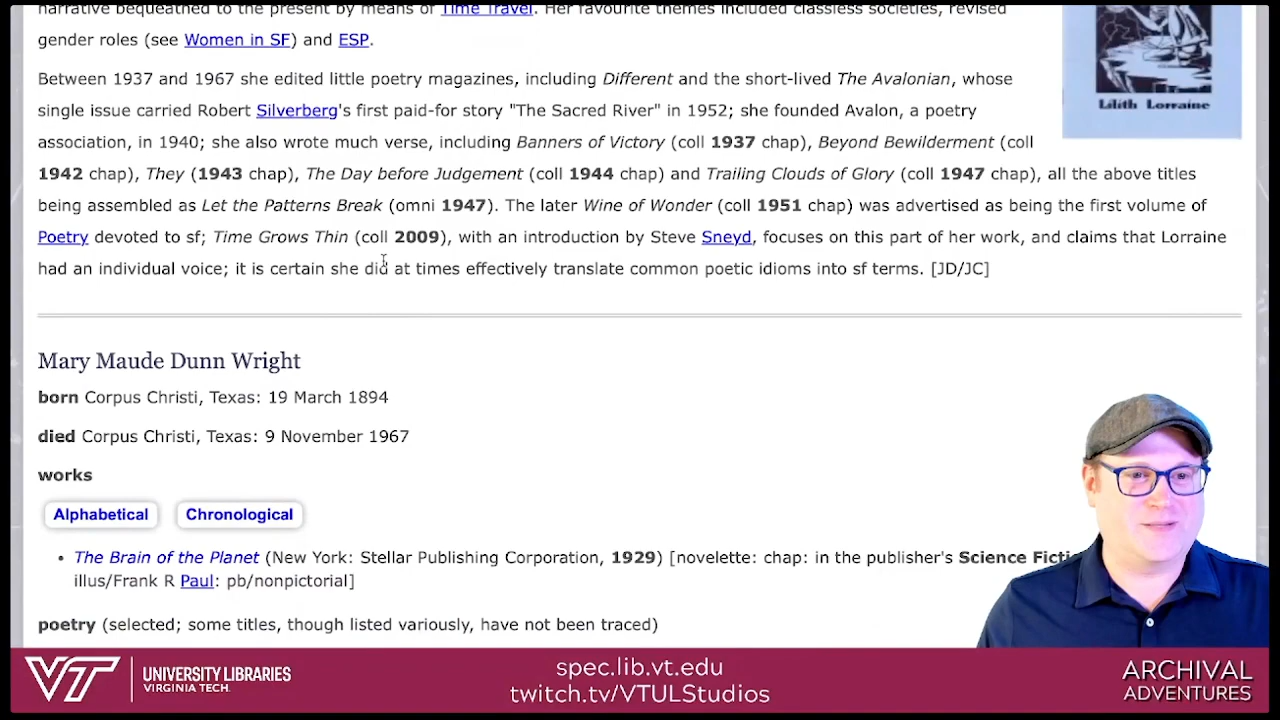 narrative bequeathed to the present by means of Time Travel. Her favourite themes included classless societies, revised
gender roles (see Women in SF) and ESP.
Between 1937 and 1967 she edited little poetry magazines, including Different and the short-lived The Avalonian, whose
single issue carried Robert Silverberg's first paid-for story "The Sacred River" in 1952; she founded Avalon, a poetry
association, in 1940; she also wrote much verse, including Banners of Victory (coll 1937 chap), Beyond Bewilderment (coll
1942 chap), They (1943 chap), The Day before Judgement (coll 1944 chap) and Trailing Clouds of Glory (coll 1947 chap), all the above titles
being assembled as Let the Patterns Break (omni 1947). The later Wine of Wonder (coll 1951 chap) was advertised as being the first volume of
Poetry devoted to sf; Time Grows Thin (coll 2009), with an introduction by Steve Sneyd, focuses on this part of her work, and claims that Lorraine
had an individual voice; it is certain she did at times effectively translate common poetic idioms into sf terms. [JD/JC]
Lilith Lorraine
Mary Maude Dunn Wright
born Corpus Christi, Texas: 19 March 1894
died Corpus Christi, Texas: 9 November 1967
works
Alphabetical Chronological
• The Brain of the Planet (New York: Stellar Publishing Corporation, 1929) [novelette: chap: in the publisher's Science Fictio
illus/Frank R Paul: pb/nonpictorial]
poetry (selected; some titles, though listed variously, have not been traced)
VT UNIVERSITY LIBRARIES
VIRGINIA TECH.
spec.lib.vt.edu
twitch.tv/VTULStudios
ARCHIVAL
ADVENTURES